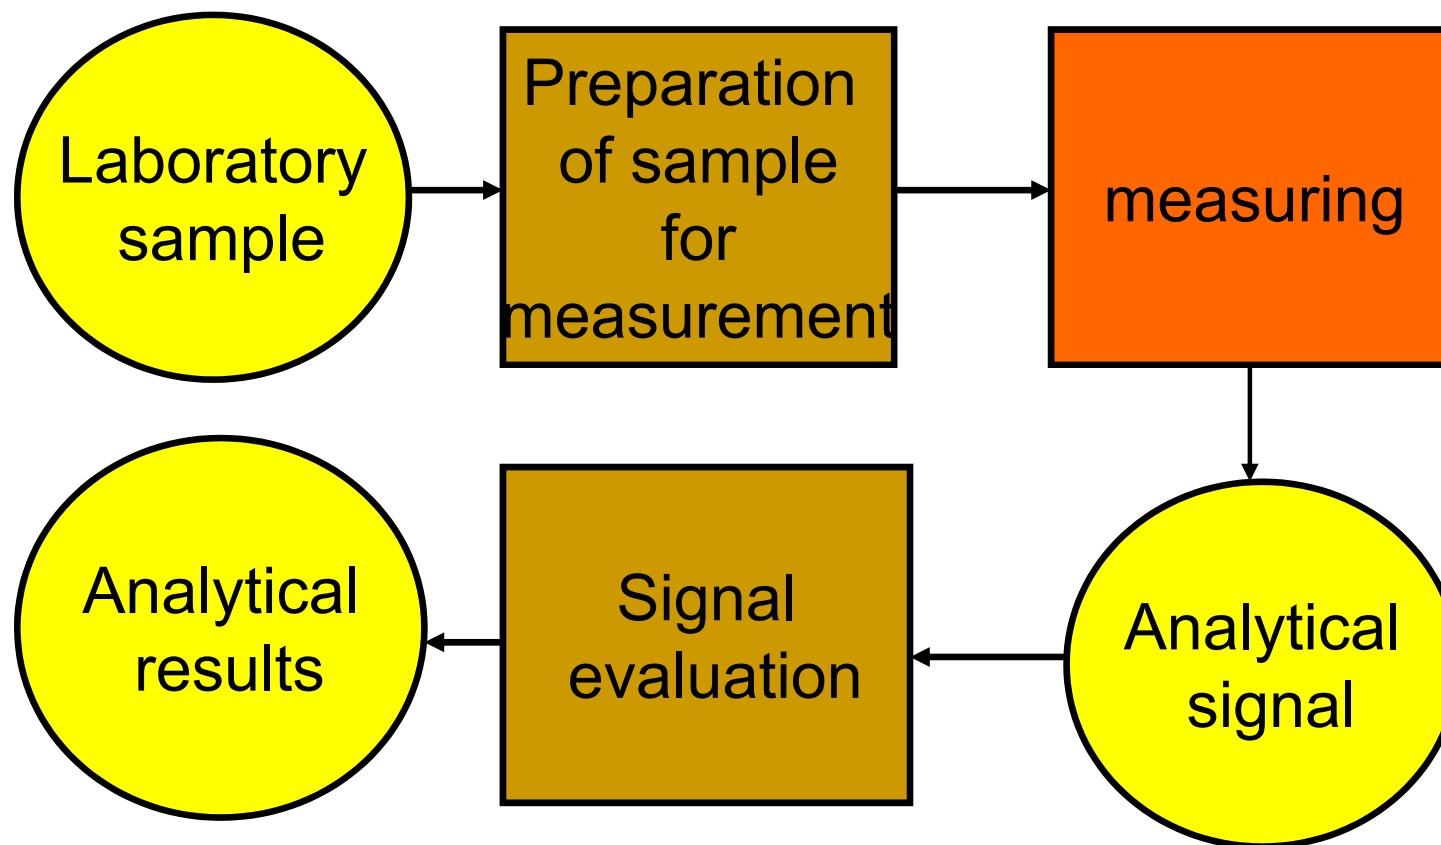 Laboratory
sample
Preparation
of sample
for
measurement
measuring
Analytical
signal
Signal
evaluation
Analytical
results